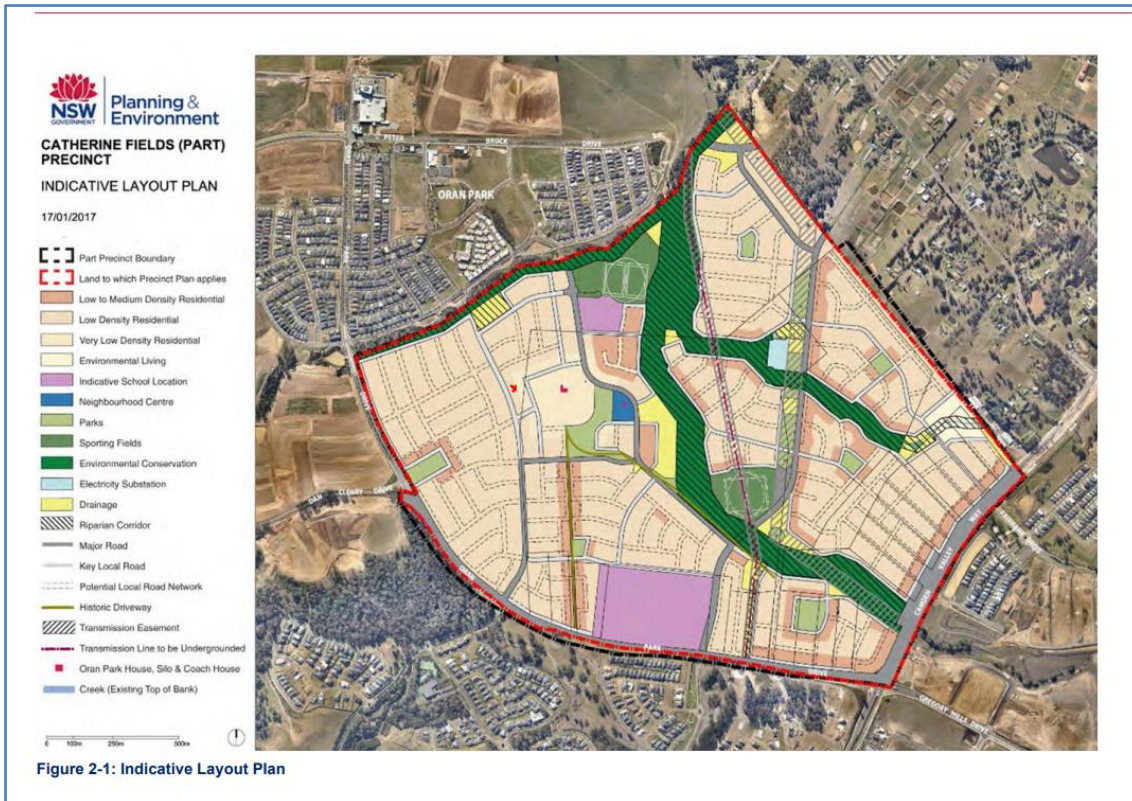 NSW
GOVERNMENT
Planning &
Environment
CATHERINE FIELDS (PART)
PRECINCT
INDICATIVE LAYOUT PLAN
17/01/2017
Part Precinct Boundary
Land to which Precinct Plan applies
Low to Medium Density Residential
Low Density Residential
Very Low Density Residential
Environmental Living
Indicative School Location
Neighbourhood Centre
Parks
Sporting Fields
Environmental Conservation
Electricity Substation
Drainage
Riparian Corridor
Major Road
Key Local Road
Potential Local Road Network
Historic Driveway
Transmission Easement
Transmission Line to be Undergrounded
Oran Park House, Silo & Coach House
Creek (Existing Top of Bank)
0 100m 250m 500m
PETER BROCK DRIVE
ORAN PARK
DAN CLEARY DRIVE
PARK
CAMDEN VALLEY WAY
GREGORY HILLS DRIVE
Figure 2-1: Indicative Layout Plan